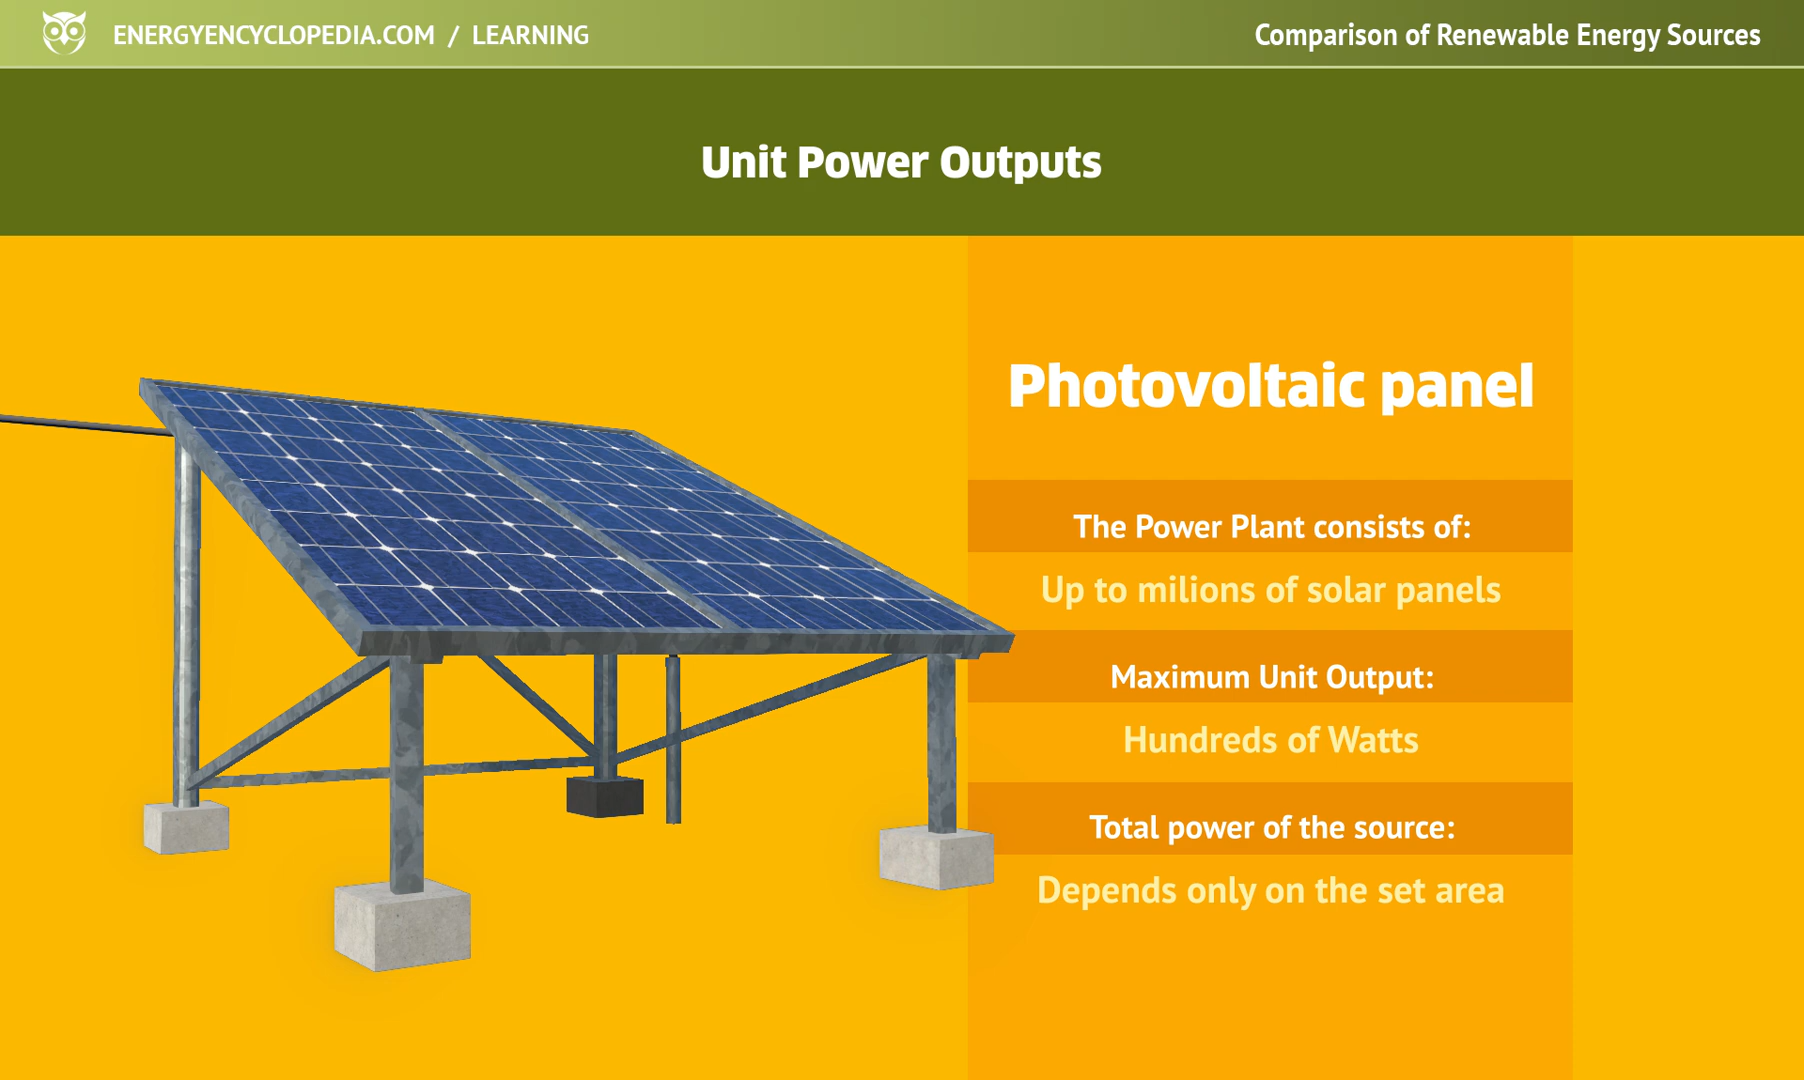 ENERGYENCYCLOPEDIA.COM / LEARNING
Comparison of Renewable Energy Sources
Unit Power Outputs
Photovoltaic panel
The Power Plant consists of:
Up to milions of solar panels
Maximum Unit Output:
Hundreds of Watts
Total power of the source:
Depends only on the set area